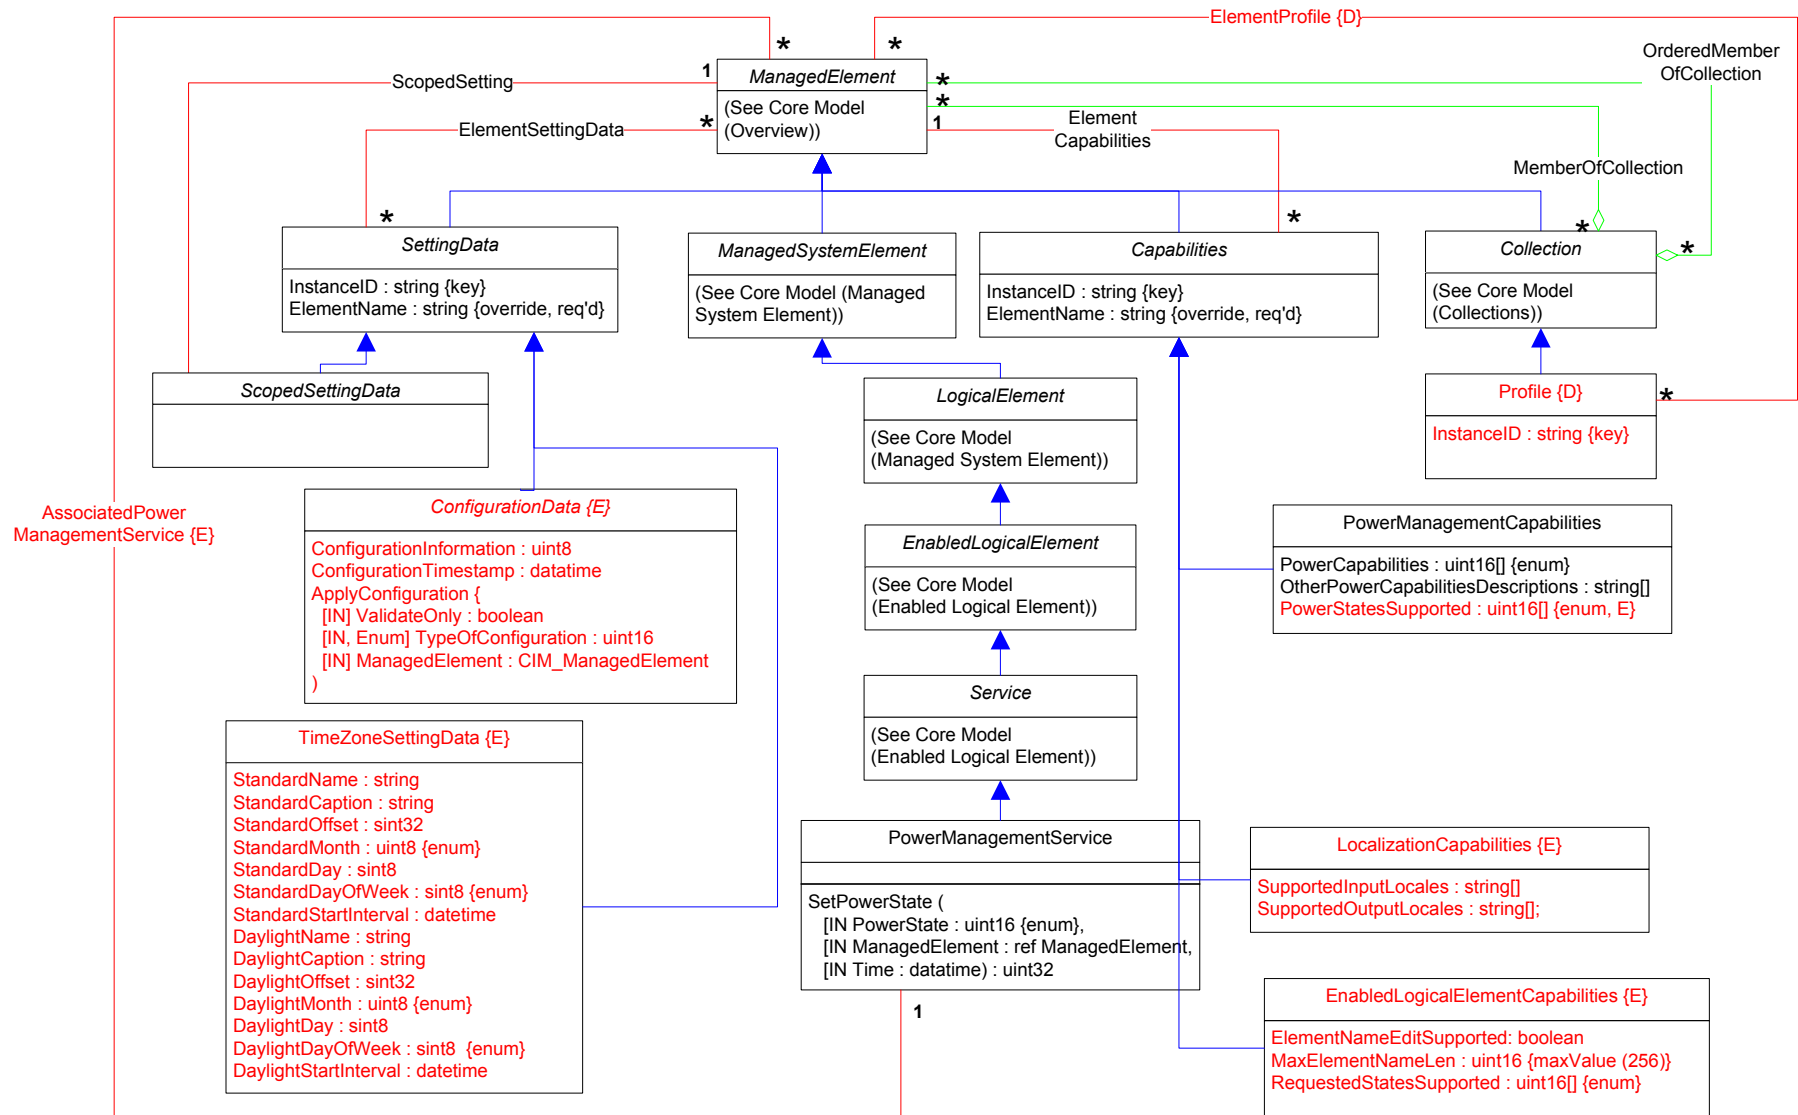 ElementProfile {D}
*
*
OrderedMember
OfCollection
1
ManagedElement
(See Core Model
(Overview))
*
*
ScopedSetting
ElementSettingData
*
1
Element
Capabilities
MemberOfCollection
*
*
*
*
SettingData
InstanceID : string {key}
ElementName : string {override, req'd}
ManagedSystemElement
(See Core Model (Managed
System Element))
Capabilities
InstanceID : string {key}
ElementName : string {override, req'd}
Collection
(See Core Model
(Collections))
ScopedSettingData
LogicalElement
(See Core Model
(Managed System Element))
Profile {D}
InstanceID : string {key}
*
AssociatedPower
ManagementService {E}
ConfigurationData {E}
ConfigurationInformation : uint8
ConfigurationTimestamp : datatime
ApplyConfiguration {
[IN] ValidateOnly : boolean
[IN, Enum] TypeOfConfiguration : uint16
[IN] ManagedElement : CIM_ManagedElement
)
EnabledLogicalElement
(See Core Model
(Enabled Logical Element))
PowerManagementCapabilities
PowerCapabilities : uint16[] {enum}
OtherPowerCapabilitiesDescriptions : string[]
PowerStatesSupported : uint16[] {enum, E}
Service
(See Core Model
(Enabled Logical Element))
TimeZoneSettingData {E}
StandardName : string
StandardCaption : string
StandardOffset : sint32
StandardMonth : uint8 {enum}
StandardDay : sint8
StandardDayOfWeek : sint8 {enum}
StandardStartInterval : datetime
DaylightName : string
DaylightCaption : string
DaylightOffset : sint32
DaylightMonth : uint8 {enum}
DaylightDay : sint8
DaylightDayOfWeek : sint8  {enum}
DaylightStartInterval : datetime
PowerManagementService
SetPowerState (
[IN PowerState : uint16 {enum},
[IN ManagedElement : ref ManagedElement,
[IN Time : datatime) : uint32
1
LocalizationCapabilities {E}
SupportedInputLocales : string[]
SupportedOutputLocales : string[];
EnabledLogicalElementCapabilities {E}
ElementNameEditSupported: boolean
MaxElementNameLen : uint16 {maxValue (256)}
RequestedStatesSupported : uint16[] {enum}